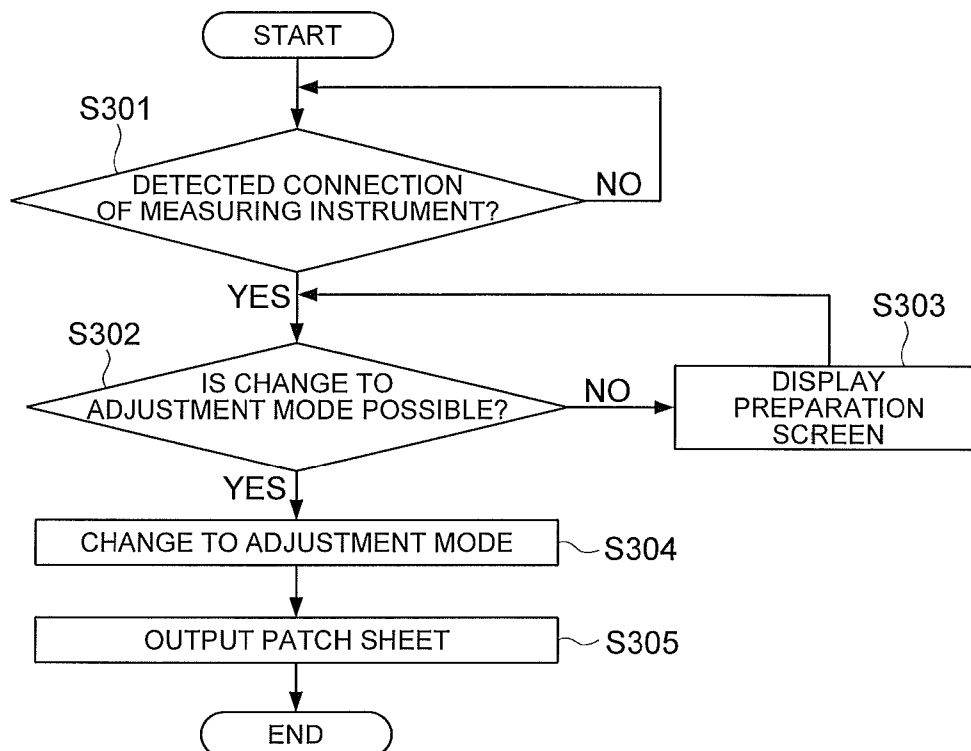 START
S301
DETECTED CONNECTION
OF MEASURING INSTRUMENT?
NO
YES
S302
S303
IS CHANGE TO
ADJUSTMENT MODE POSSIBLE?
NO
DISPLAY
PREPARATION
SCREEN
YES
CHANGE TO ADJUSTMENT MODE
S304
OUTPUT PATCH SHEET
S305
END